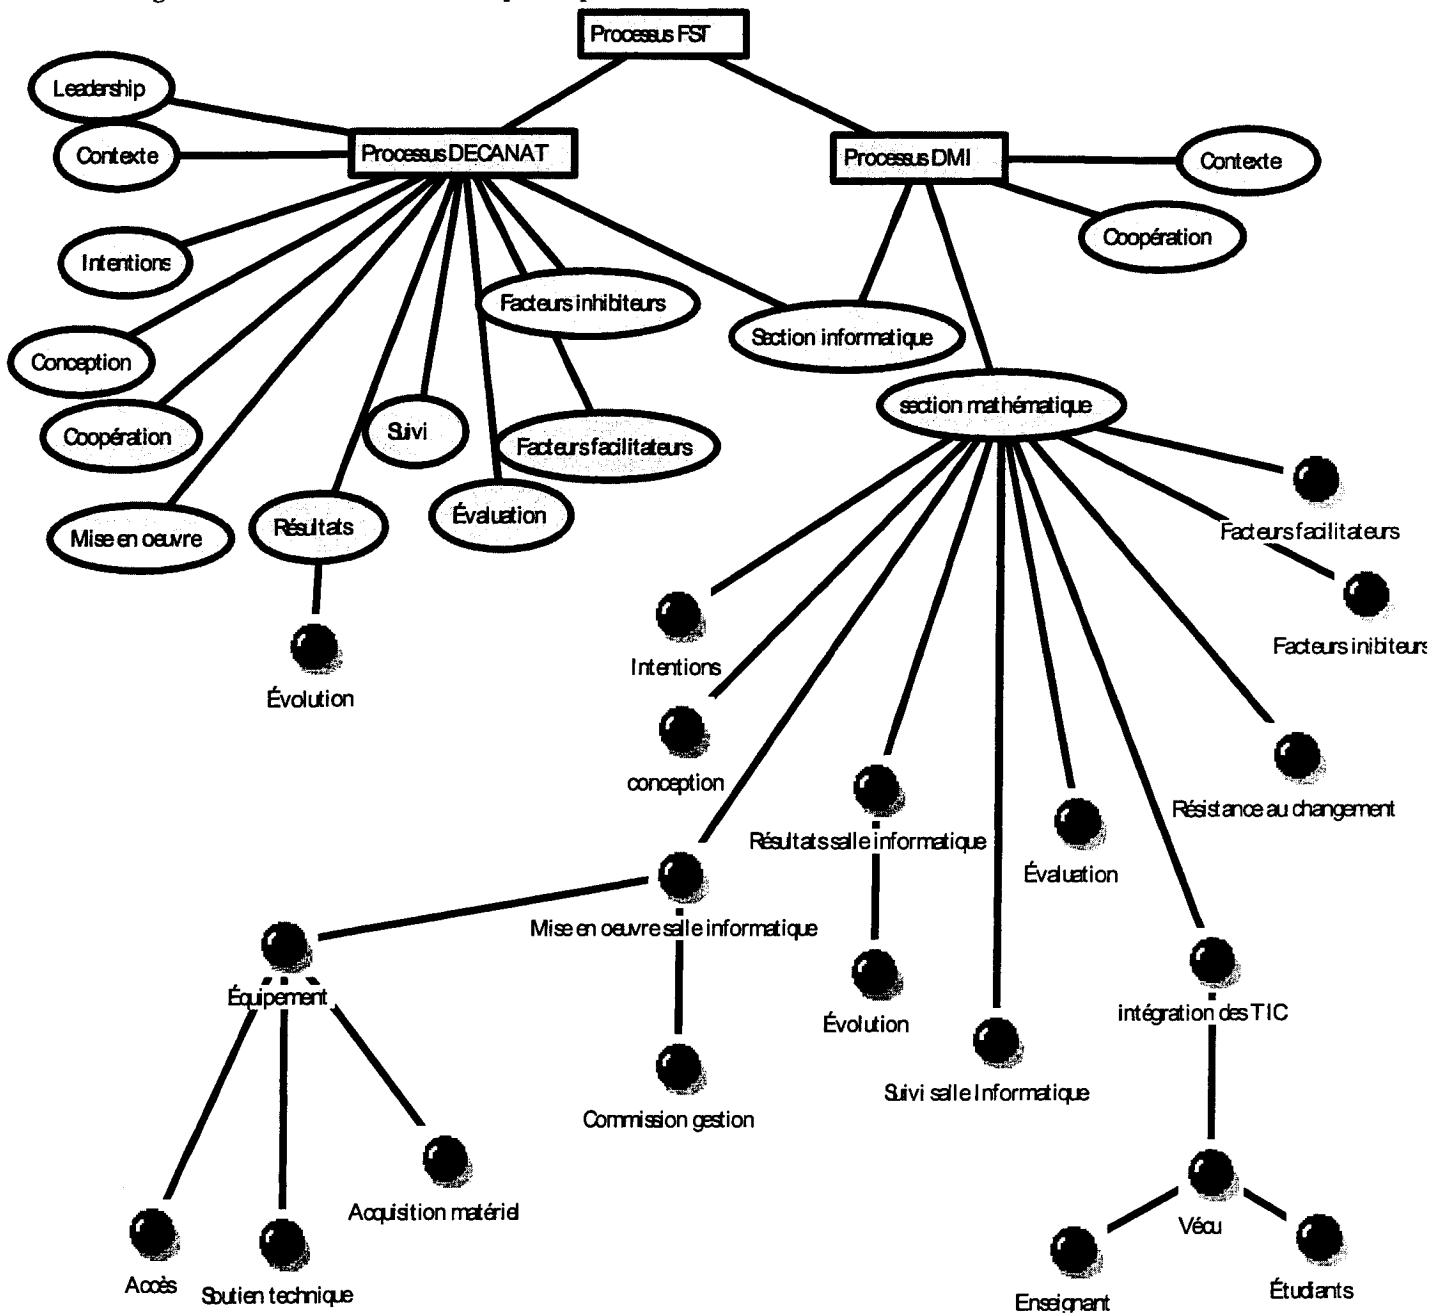 Processus FST
Leadership
Contexte
Processus DECANAT
Processus DMI
Contexte
Coopération
Intentions
Facteurs inhibiteurs
Section informatique
Conception
Coopération
Suivi
Facteurs facilitateurs
section mathématique
Mise en oeuvre
Résultats
Évaluation
Facteurs facilitateurs
Intentions
Facteurs inibiteurs
Évolution
conception
Résistance au changement
Résultats salle informatique
Évaluation
Mise en oeuvre salle informatique
Équipement
Évolution
intégration des TIC
Suivi salle Informatique
Commission gestion
Acquisition matériel
Vécu
Accès
Soutien technique
Enseignant
Étudiants